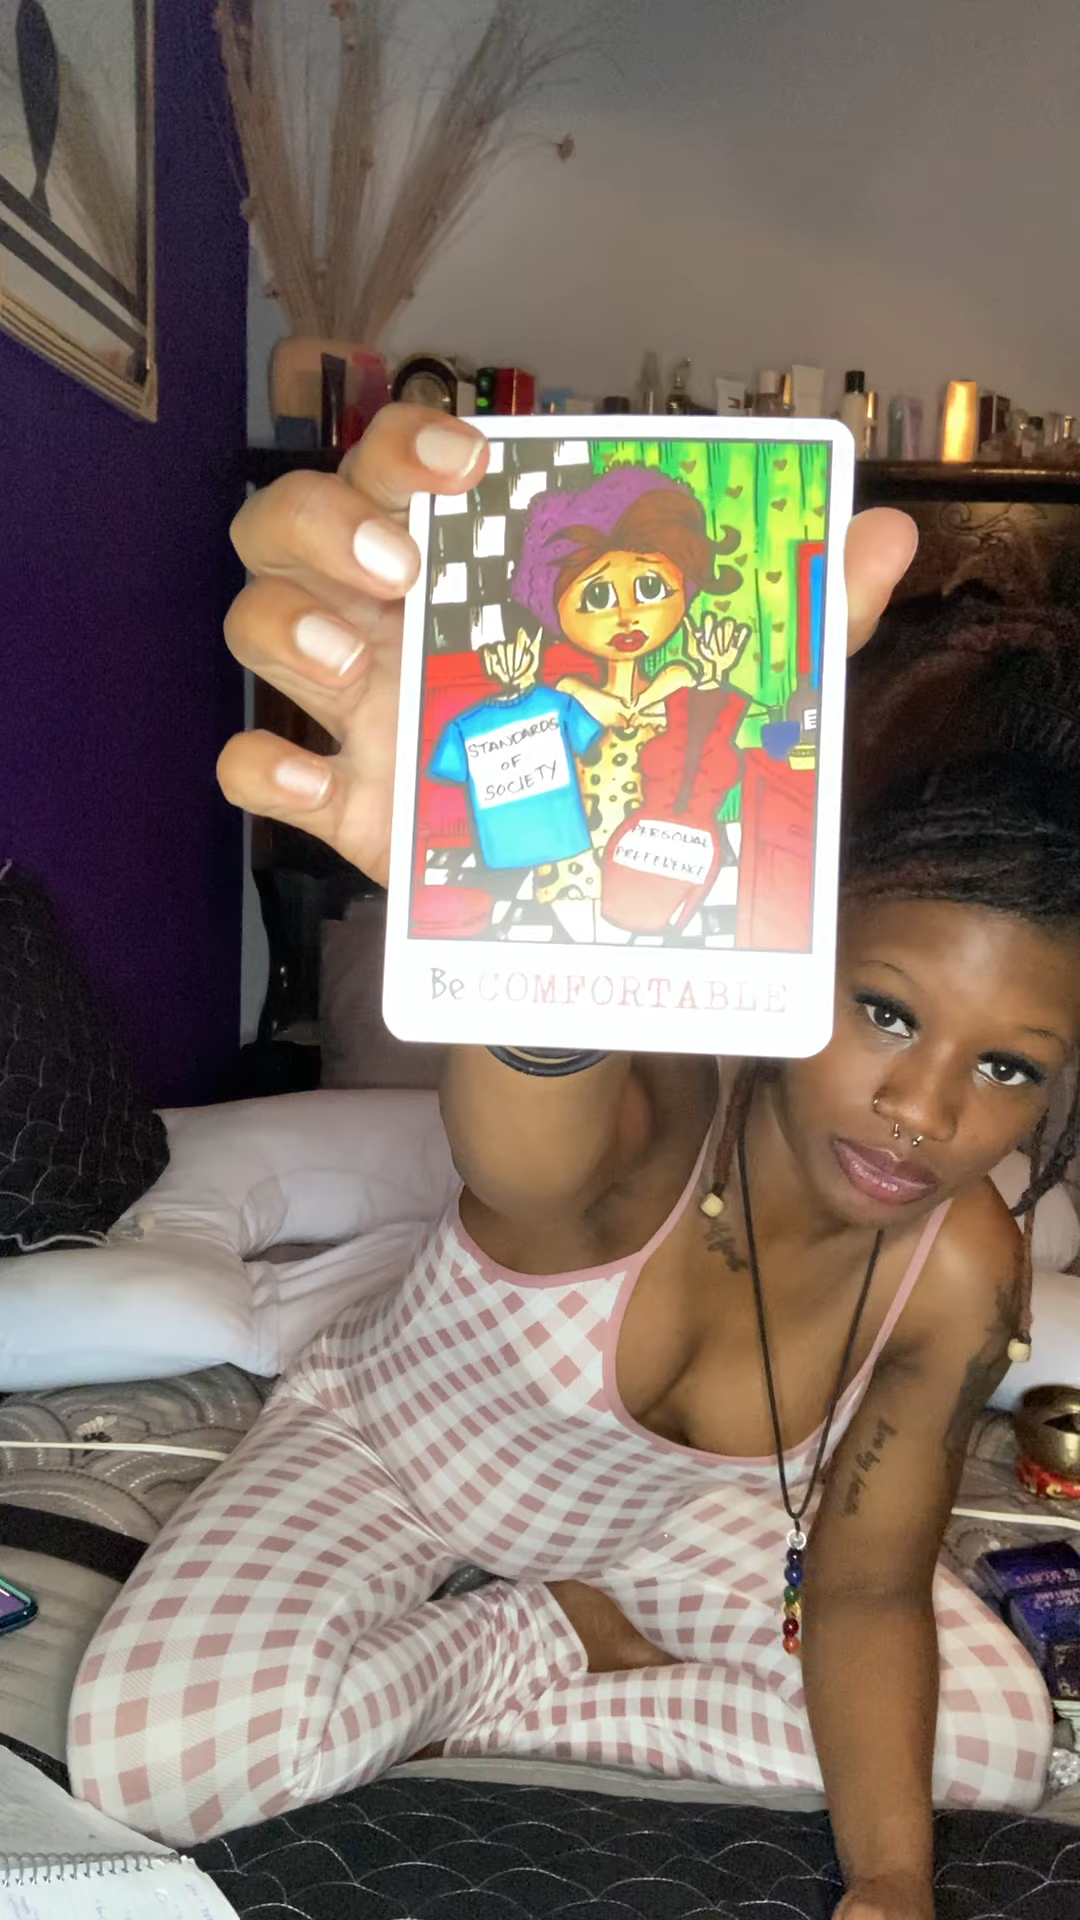 STANDARDS
OF
SOCIETY
PERSONAL
PREFERENCE
Be COMFORTABLE